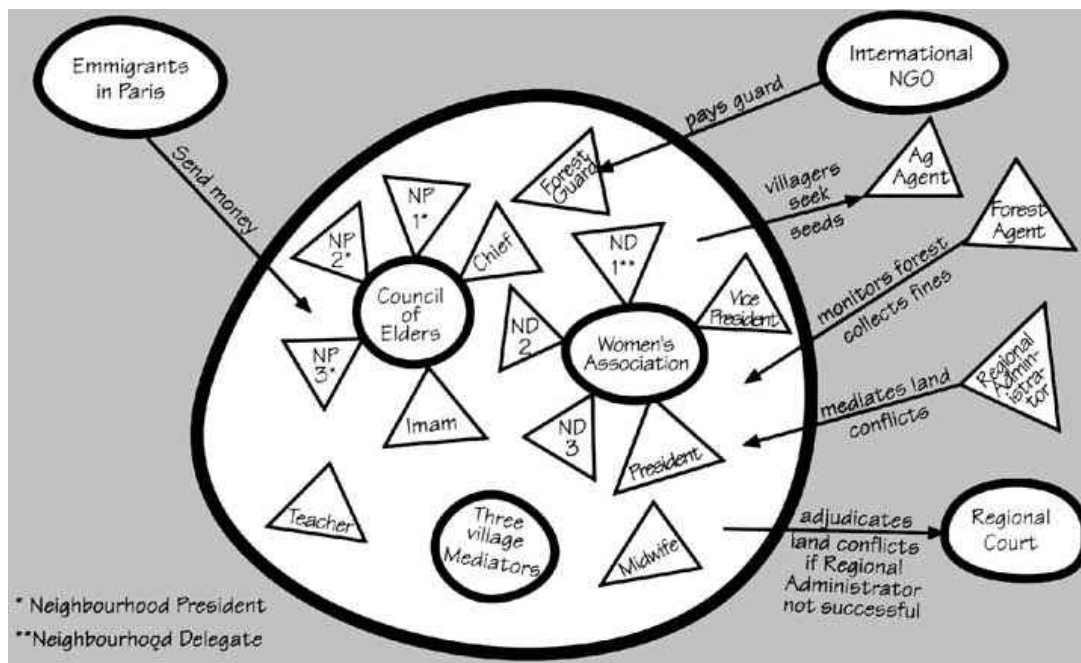 Emmigrants
in Paris
International
NGO
pays guard
Send money
Forest
Guard
Ag
Agent
villagers
seek
seeds
Forest
Agent
NP
1*
NP
2*
Chief
ND
1**
Council
of
Elders
Vice
President
monitors forest
collects fines
ND
2
Women's
Association
NP
3*
Regional
Admin-
istra-
tor
mediates land
conflicts
Imam
ND
3
President
Teacher
Three
village
Mediators
Midwife
adjudicates
land conflicts
if Regional
Administrator
not successful
Regional
Court
* Neighbourhood President
**Neighbourhood Delegate